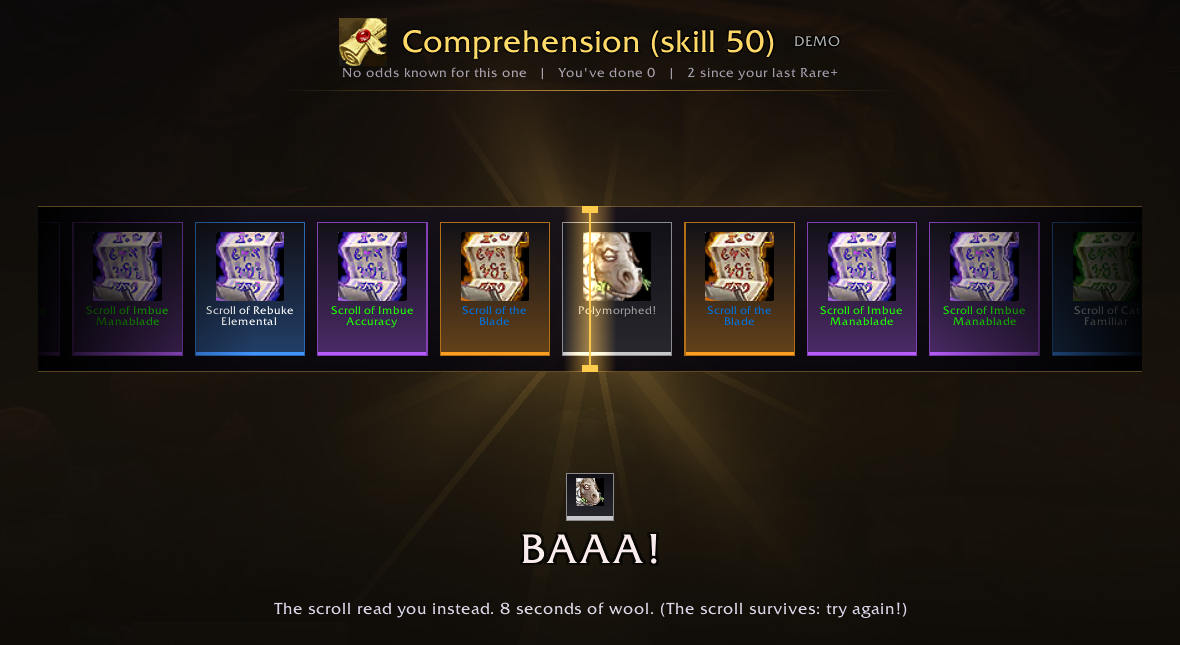 Comprehension (skill 50) DEMO
No odds known for this one | You've done 0 | 2 since your last Rare+
Scroll of Imbue
Manablade
Scroll of Rebuke
Elemental
Scroll of Imbue
Accuracy
Scroll of the
Blade
Polymorphed!
Scroll of the
Blade
Scroll of Imbue
Manablade
Scroll of Imbue
Manablade
Scroll of Cat
Familiar
BAAA!
The scroll read you instead. 8 seconds of wool. (The scroll survives: try again!)